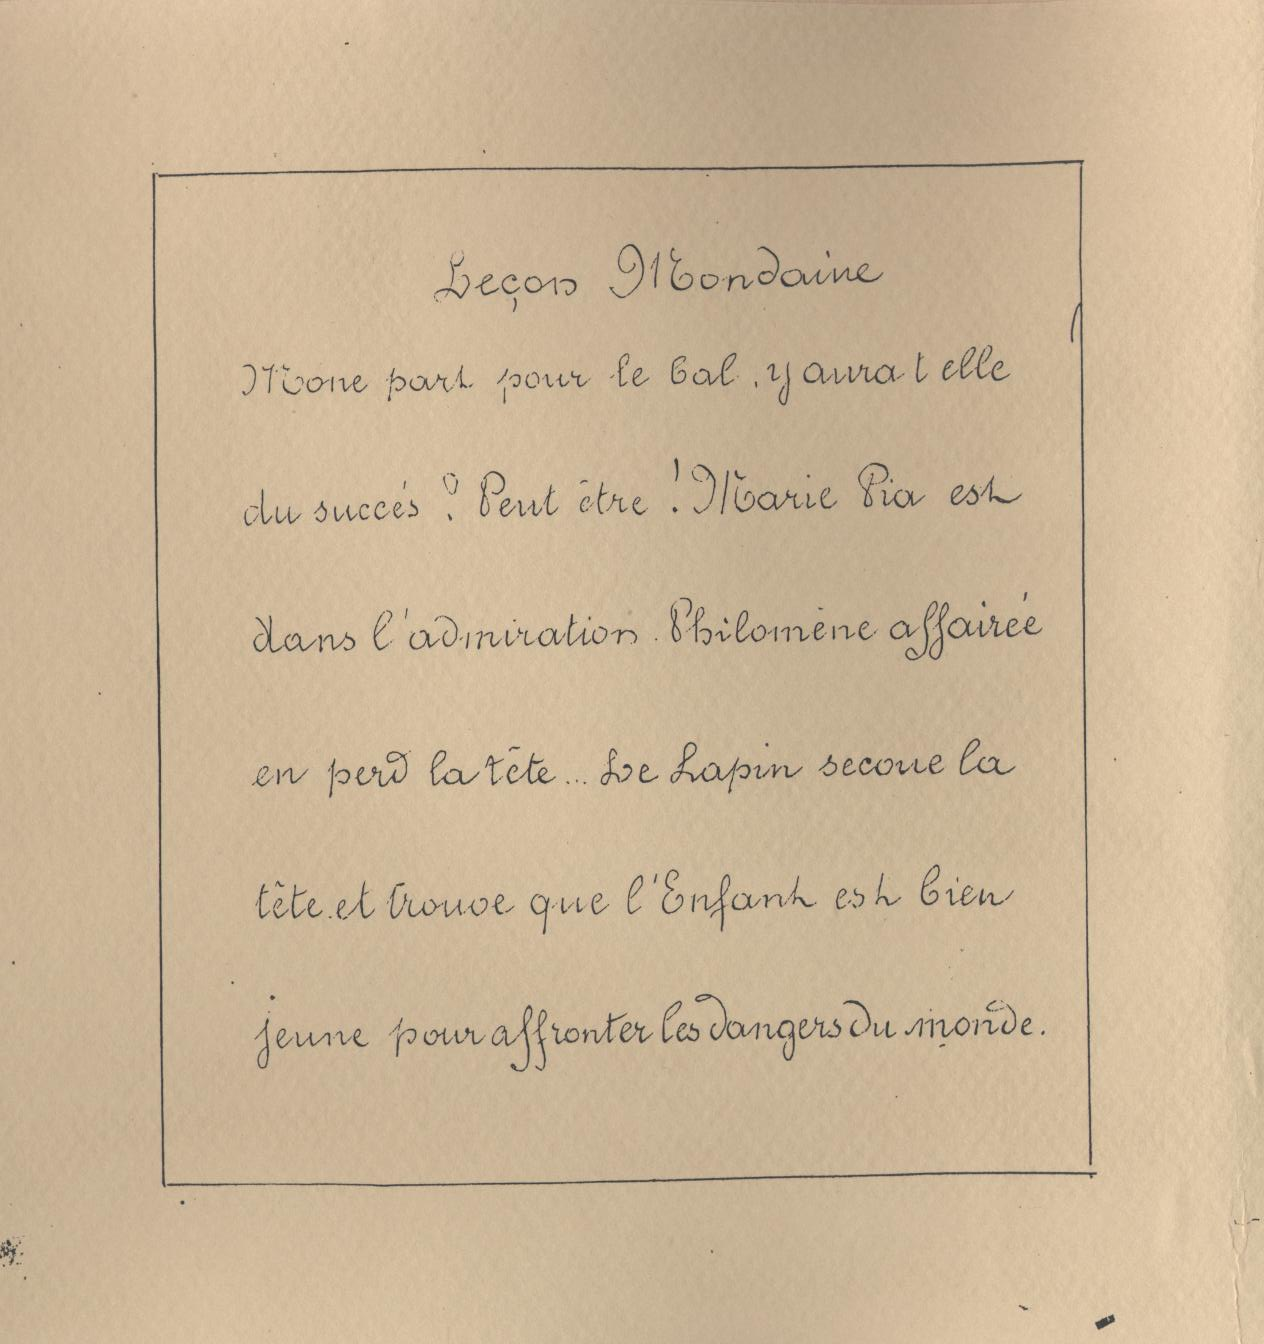 Leçon Mondaine
Mone part pour le bal, y aura t elle
du succés ? Peut être ! Marie Pia est
dans l'admiration. Philomène affairée
en perd la tête... Le Lapin secoue la
tête et trouve que l'Enfant est bien
jeune pour affronter les dangers du monde.